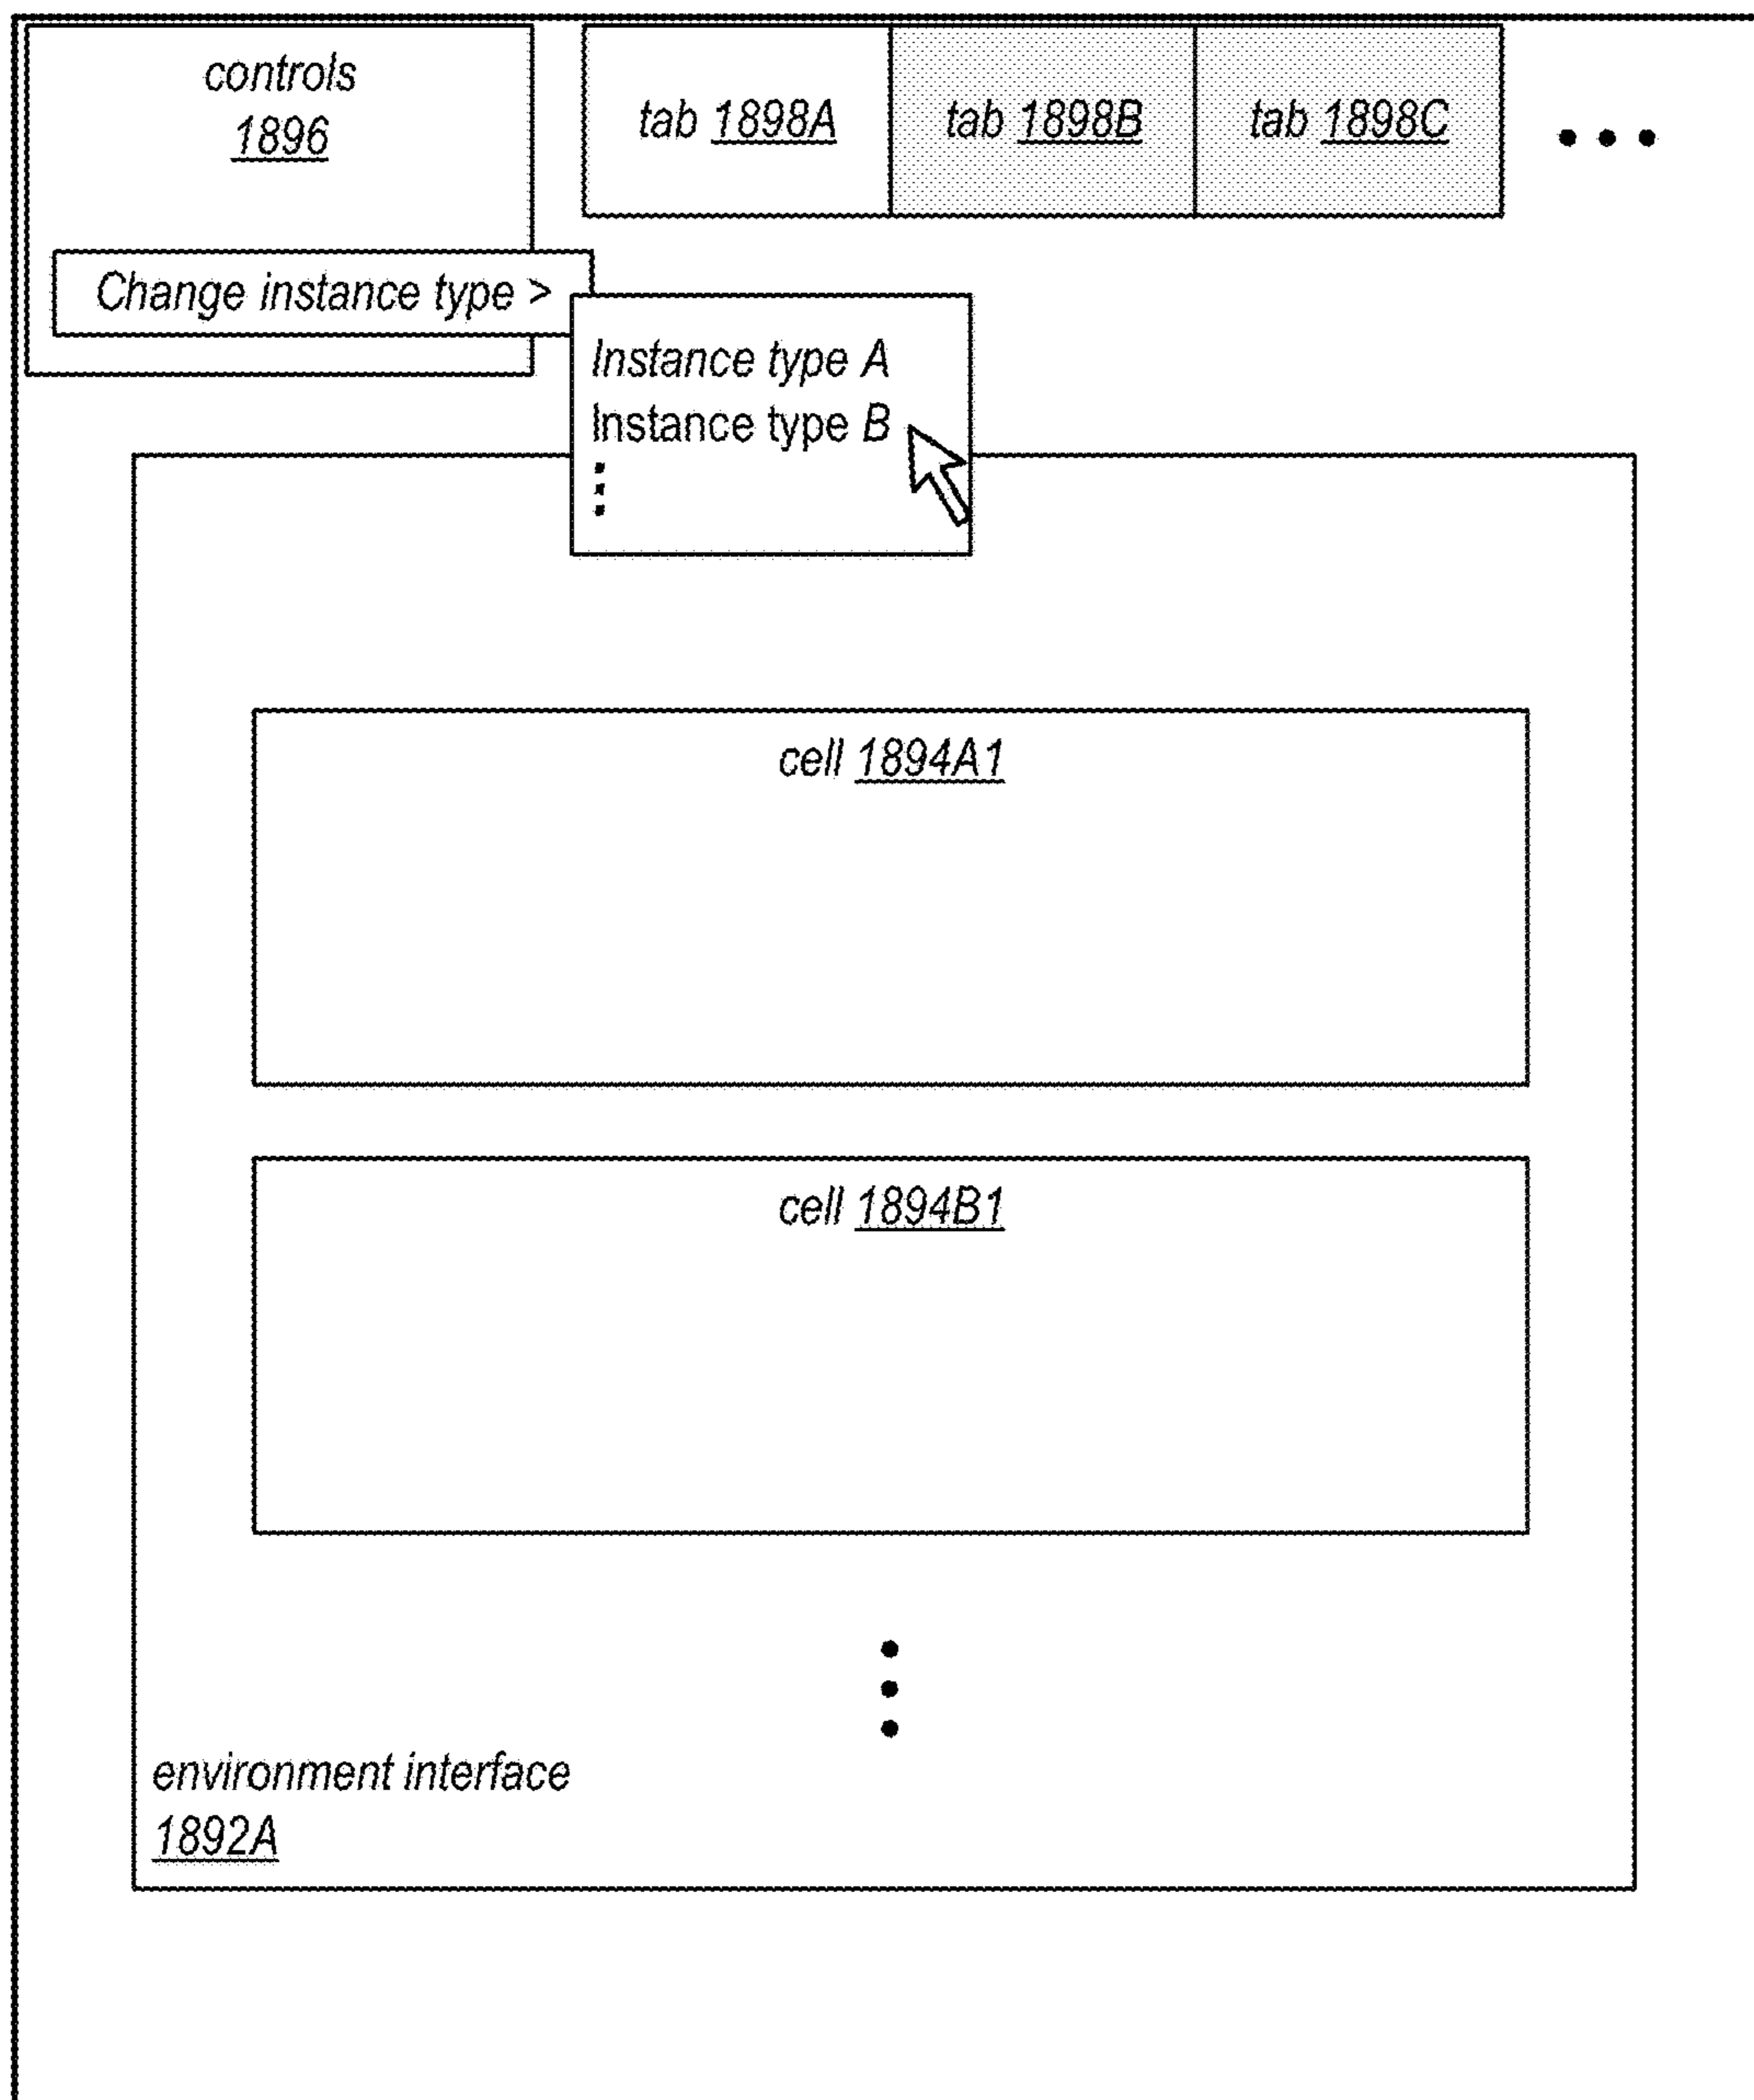 controls
1896
tab 1898A
tab 1898B
tab 1898C
Change instance type >
Instance type A
Instance type B
cell 1894A1
cell 1894B1
environment interface
1892A